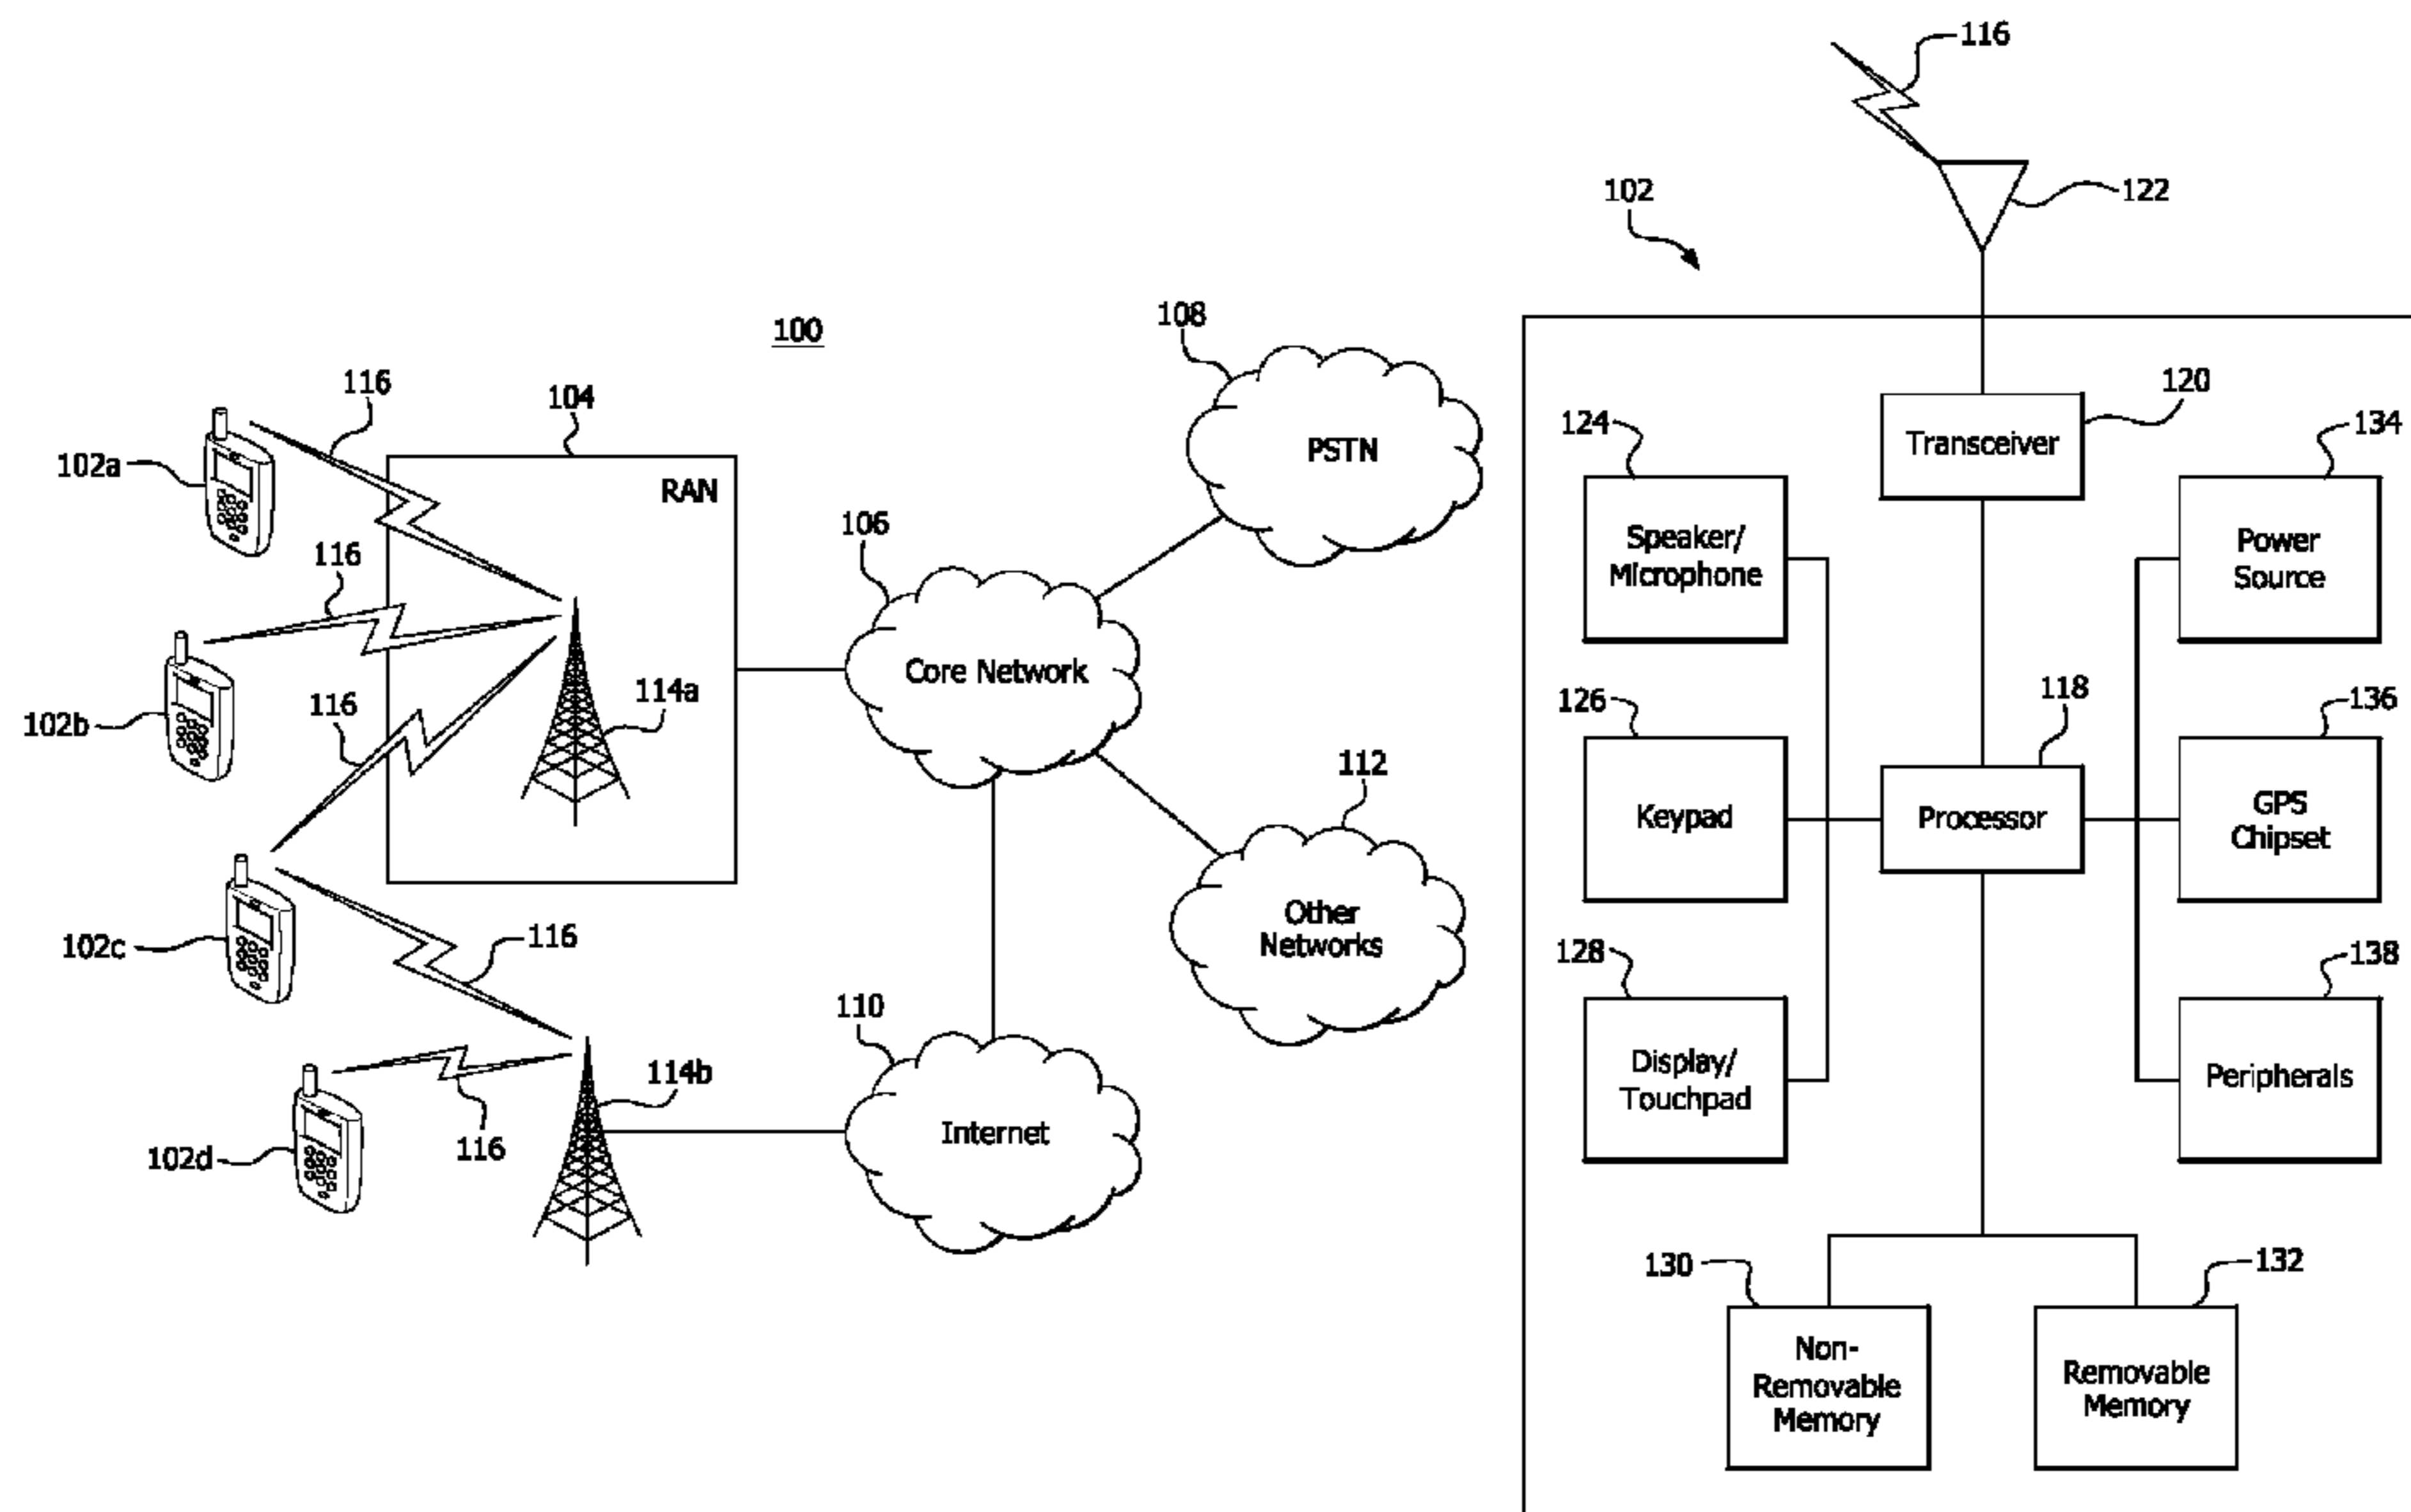 100
116
102a
104
RAN
116
102b
116
114a
102c
116
102d
116
114b
106
Core Network
108
PSTN
112
Other
Networks
110
Internet
116
122
102
120
Transceiver
124
Speaker/
Microphone
134
Power
Source
126
Keypad
118
Processor
136
GPS
Chipset
128
Display/
Touchpad
138
Peripherals
130
Non-
Removable
Memory
132
Removable
Memory